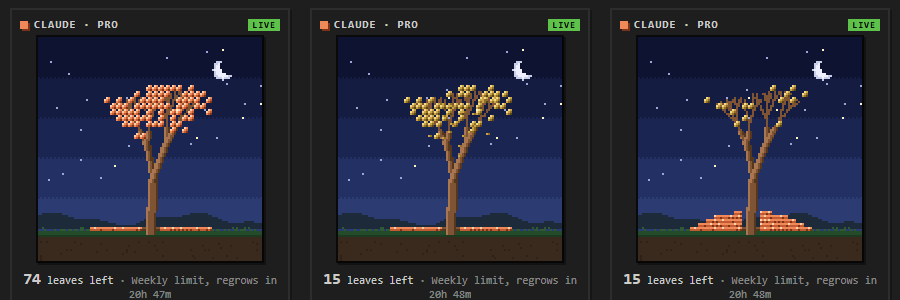 CLAUDE · PRO LIVE
74 leaves left · Weekly limit, regrows in
20h 47m
CLAUDE · PRO LIVE
15 leaves left · Weekly limit, regrows in
20h 48m
CLAUDE · PRO LIVE
15 leaves left · Weekly limit, regrows in
20h 48m